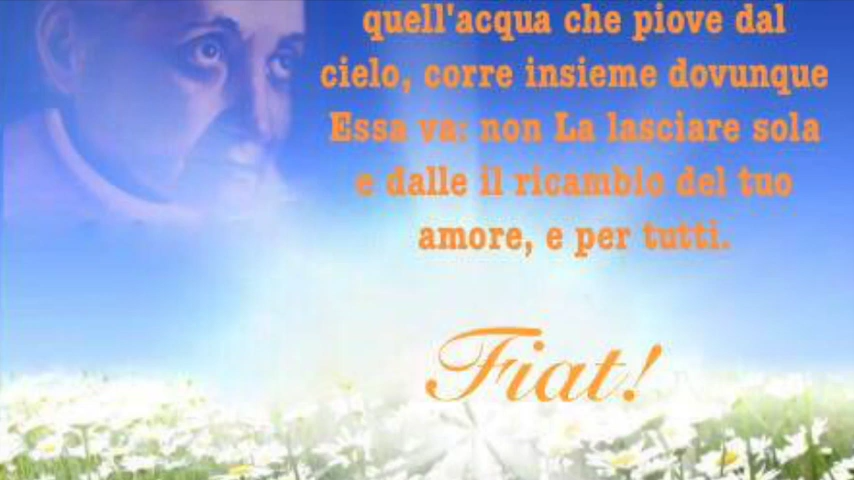 quell'acqua che piove dal
cielo, corre insieme dovunque
Essa va: non La lasciare sola
e dalle il ricambio del tuo
amore, e per tutti.
Fiat!